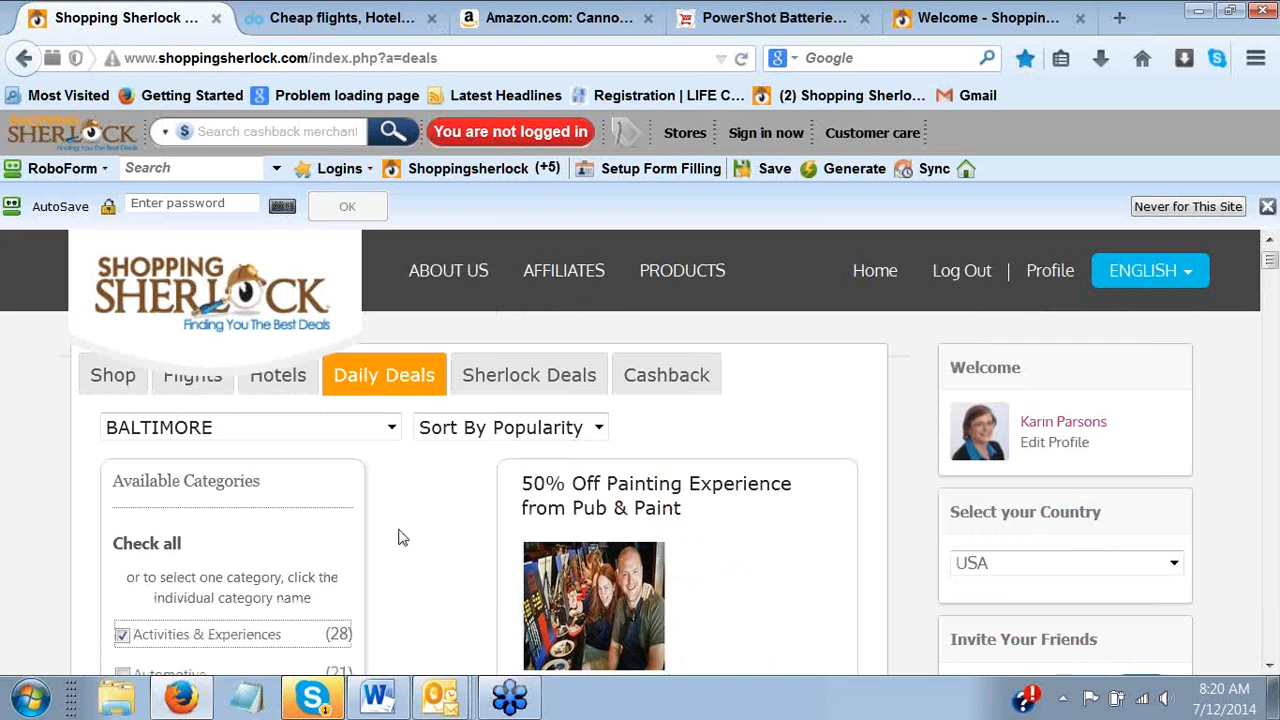 Shopping Sherlock ...
Cheap flights, Hotel...
Amazon.com: Canno...
PowerShot Batterie...
Welcome - Shoppin...
www.shoppingsherlock.com/index.php?a=deals
Google
Most Visited
Getting Started
Problem loading page
Latest Headlines
Registration | LIFE C...
(2) Shopping Sherlo...
Gmail
SHOPPING SHERLOCK
Finding You The Best Deals
Search cashback merchan
You are not logged in
Stores
Sign in now
Customer care
RoboForm
Search
Logins
Shoppingsherlock (+5)
Setup Form Filling
Save
Generate
Sync
AutoSave
Enter password
OK
Never for This Site
SHOPPING
SHERLOCK
Finding You The Best Deals
ABOUT US
AFFILIATES
PRODUCTS
Home
Log Out
Profile
ENGLISH
Shop
Flights
Hotels
Daily Deals
Sherlock Deals
Cashback
BALTIMORE
Sort By Popularity
Available Categories
Check all
or to select one category, click the
individual category name
Activities & Experiences (28)
Automotive (21)
50% Off Painting Experience
from Pub & Paint
Welcome
Karin Parsons
Edit Profile
Select your Country
USA
Invite Your Friends
8:20 AM
7/12/2014